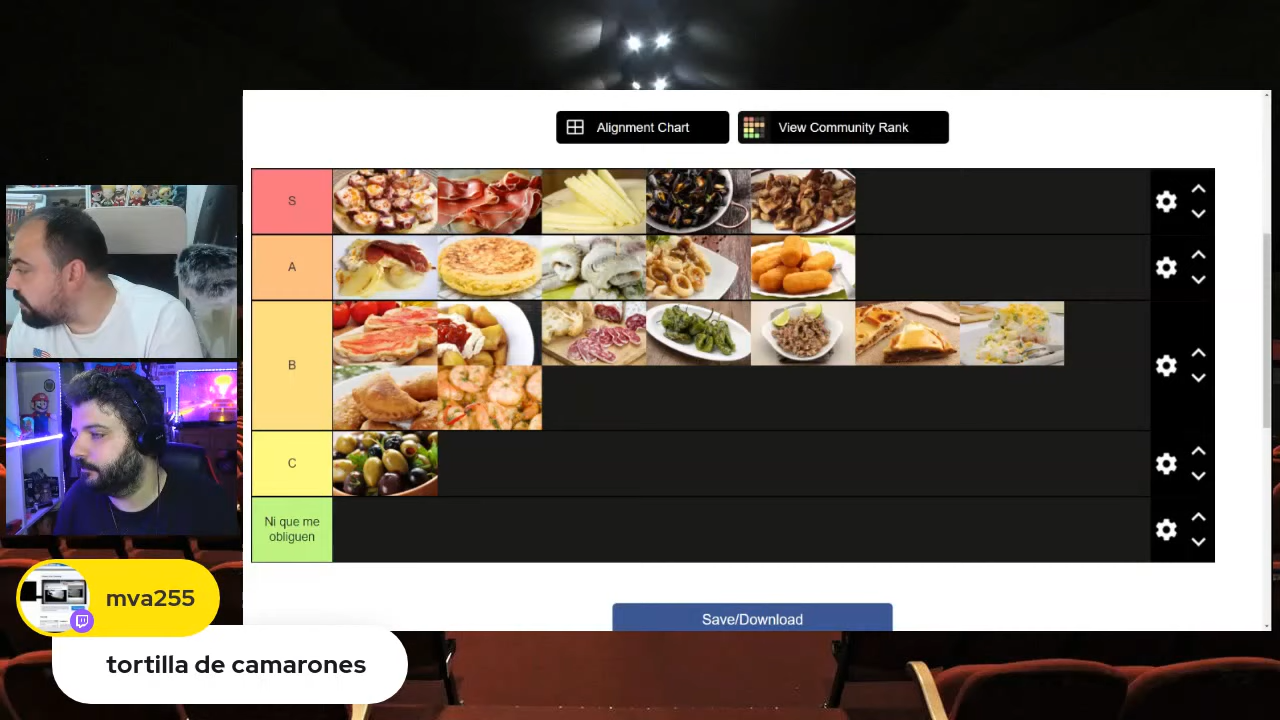 Alignment Chart
View Community Rank
S
A
B
C
Ni que me
obliguen
Save/Download
mva255
tortilla de camarones